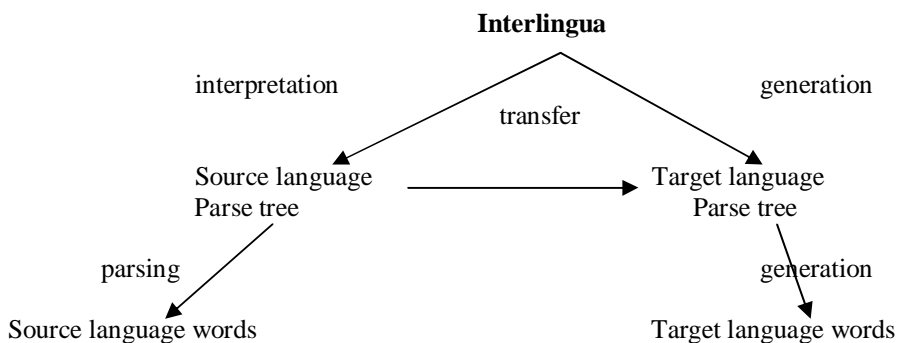 Interlingua
interpretation
generation
transfer
Source language
Parse tree
Target language
Parse tree
parsing
generation
Source language words
Target language words